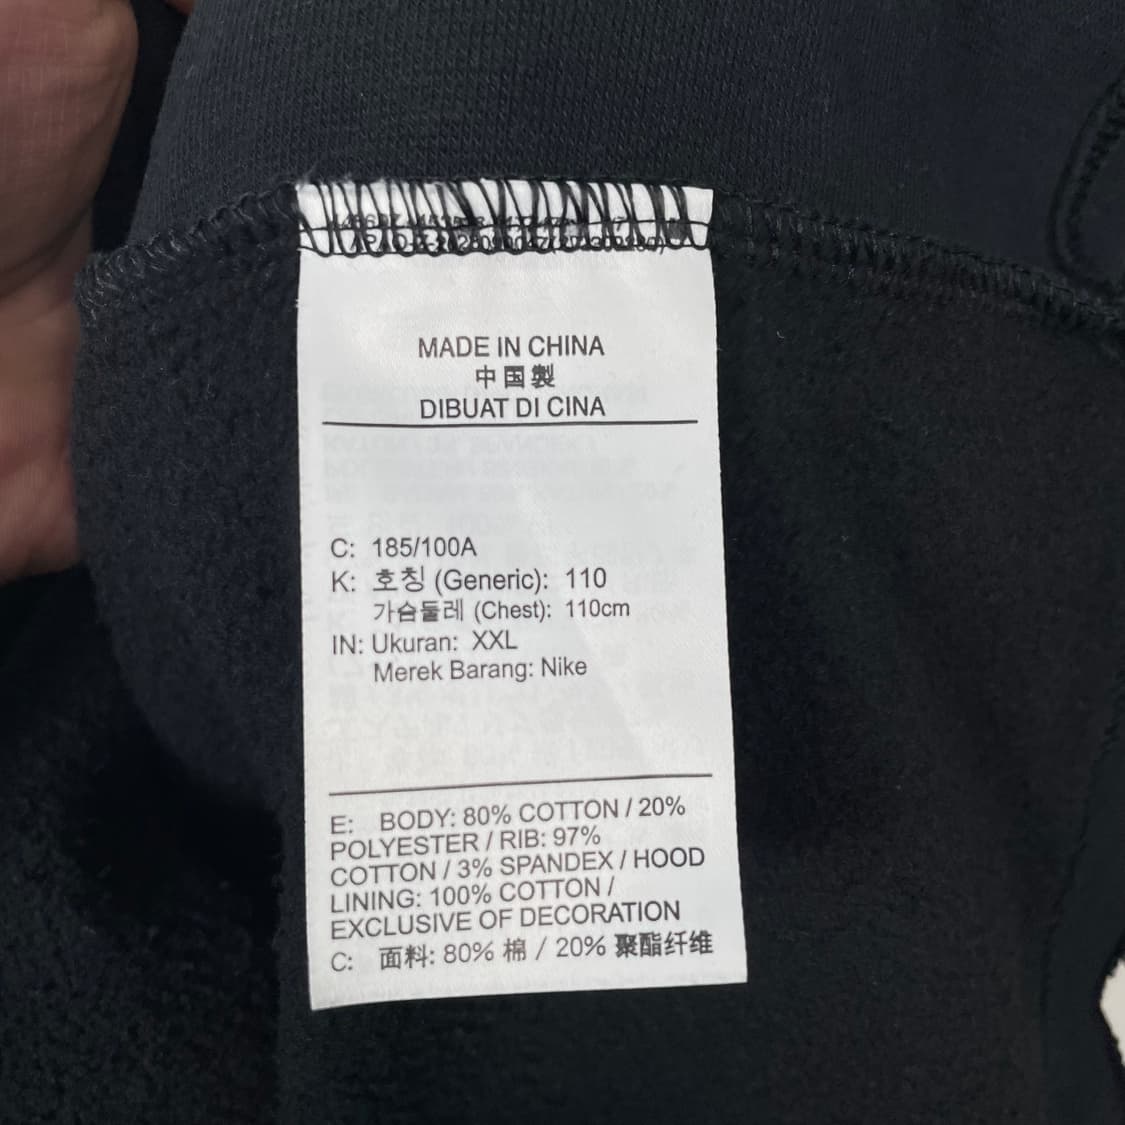 MADE IN CHINA
中国製
DIBUAT DI CINA
C: 185/100A
K: 호칭 (Generic): 110
가슴둘레 (Chest): 110cm
IN: Ukuran: XXL
Merek Barang: Nike
E: BODY: 80% COTTON / 20%
POLYESTER / RIB: 97%
COTTON / 3% SPANDEX / HOOD
LINING: 100% COTTON /
EXCLUSIVE OF DECORATION
C: 面料: 80% 棉 / 20% 聚酯纤维